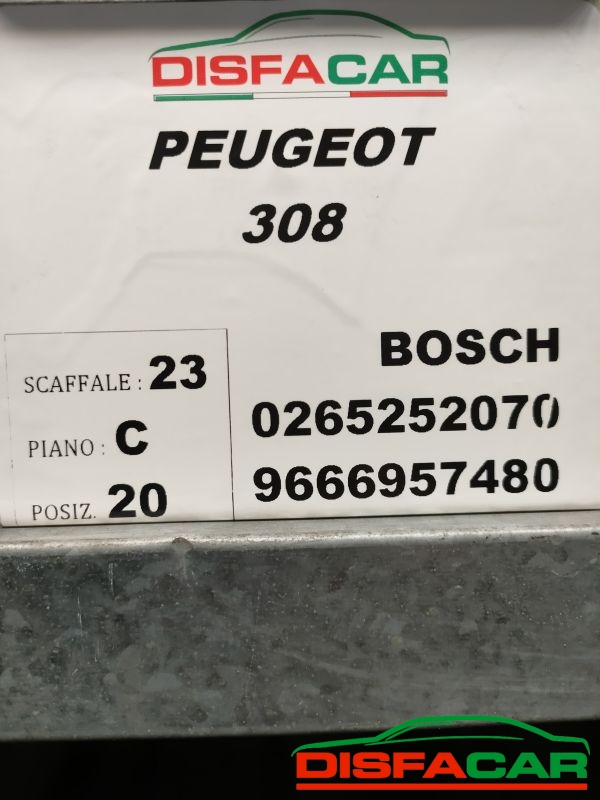 DISFACAR
PEUGEOT
308
SCAFFALE : 23
PIANO : C
POSIZ. 20
BOSCH
0265252070
9666957480
DISFACAR